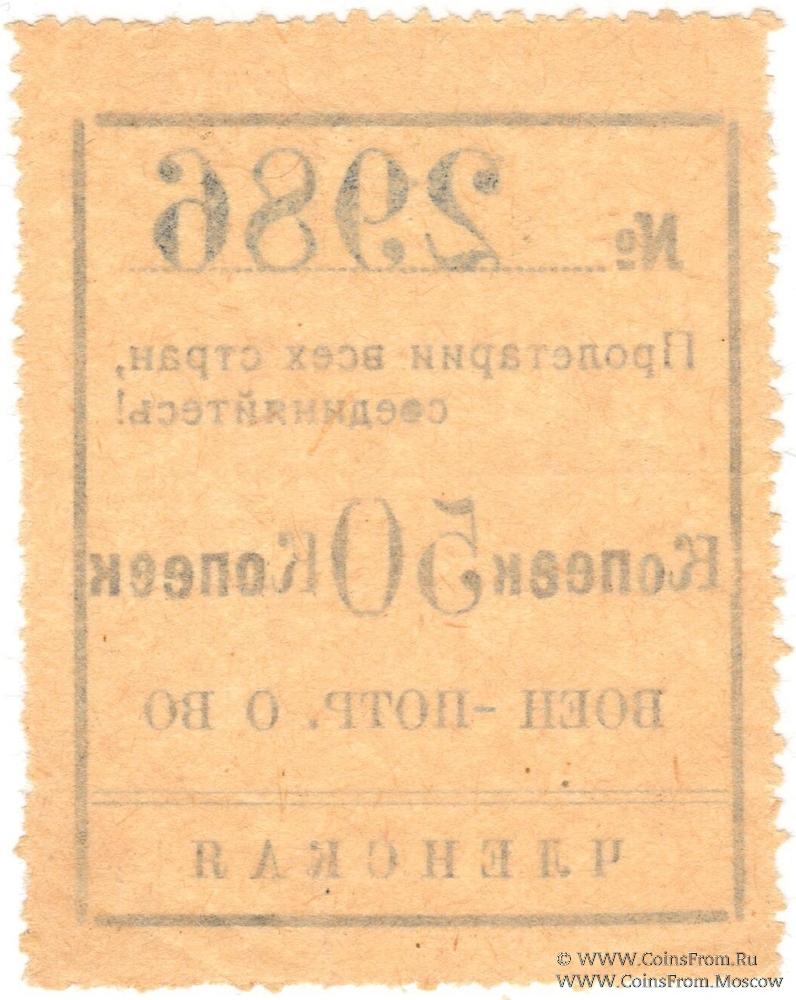 № 2986
Пролетарии всех стран,
соединяйтесь!
Копеек 50 Копеек
ВОЕН-ПОТР. О ВО
ЧЛЕНСКАЯ
© WWW.CoinsFrom.Ru
WWW.CoinsFrom.Moscow